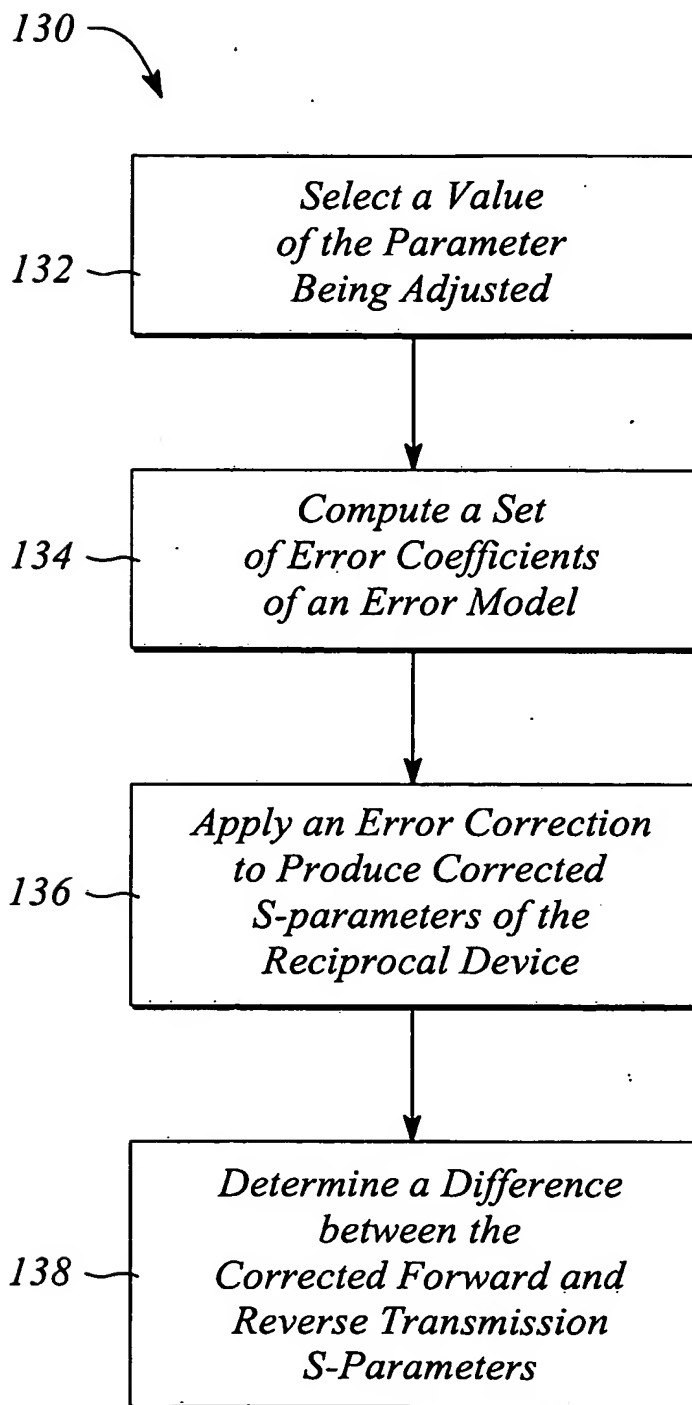 130
132
Select a Value
of the Parameter
Being Adjusted
134
Compute a Set
of Error Coefficients
of an Error Model
136
Apply an Error Correction
to Produce Corrected
S-parameters of the
Reciprocal Device
138
Determine a Difference
between the
Corrected Forward and
Reverse Transmission
S-Parameters